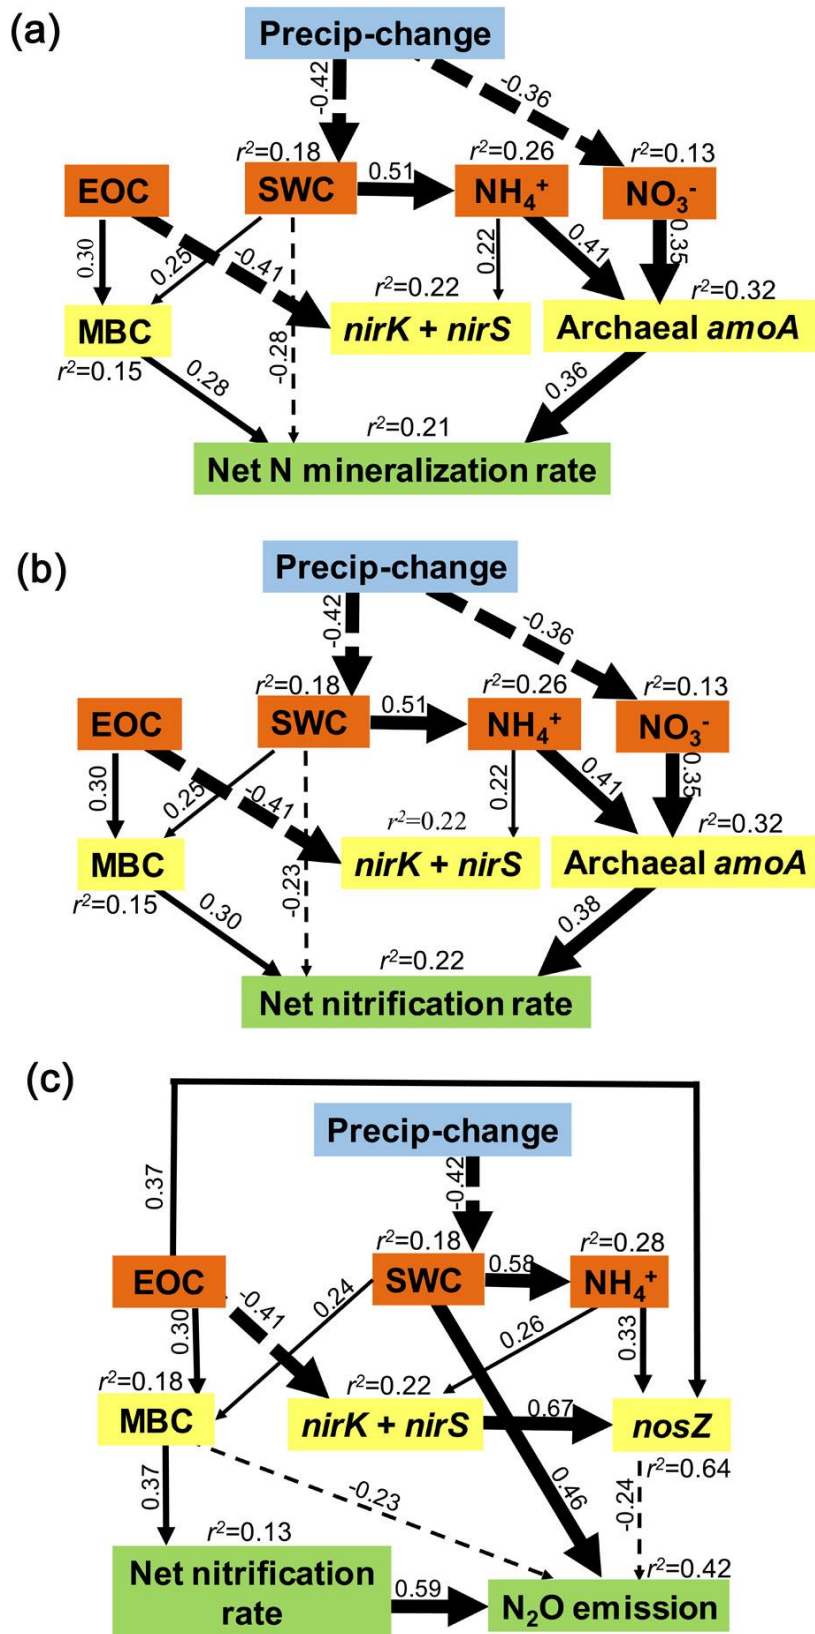 (a)
Precip-change
-0.42
-0.36
r²=0.18
r²=0.26
r²=0.13
EOC
SWC
0.51
NH₄⁺
NO₃⁻
0.30
0.25
-0.41
0.22
0.41
0.35
r²=0.22
r²=0.32
MBC
nirK + nirS
Archaeal amoA
r²=0.15
0.28
-0.28
0.36
r²=0.21
Net N mineralization rate
(b)
Precip-change
-0.42
-0.36
r²=0.18
r²=0.26
r²=0.13
EOC
SWC
0.51
NH₄⁺
NO₃⁻
0.30
0.25
-0.41
0.22
0.41
0.35
r²=0.22
r²=0.32
MBC
nirK + nirS
Archaeal amoA
r²=0.15
0.30
-0.23
0.38
r²=0.22
Net nitrification rate
(c)
Precip-change
0.37
-0.42
r²=0.18
r²=0.28
EOC
SWC
0.58
NH₄⁺
0.30
-0.41
0.24
0.26
0.33
r²=0.18
r²=0.22
MBC
nirK + nirS
0.67
nosZ
r²=0.64
0.37
-0.23
0.46
-0.24
r²=0.13
r²=0.42
Net nitrification
rate
0.59
N₂O emission